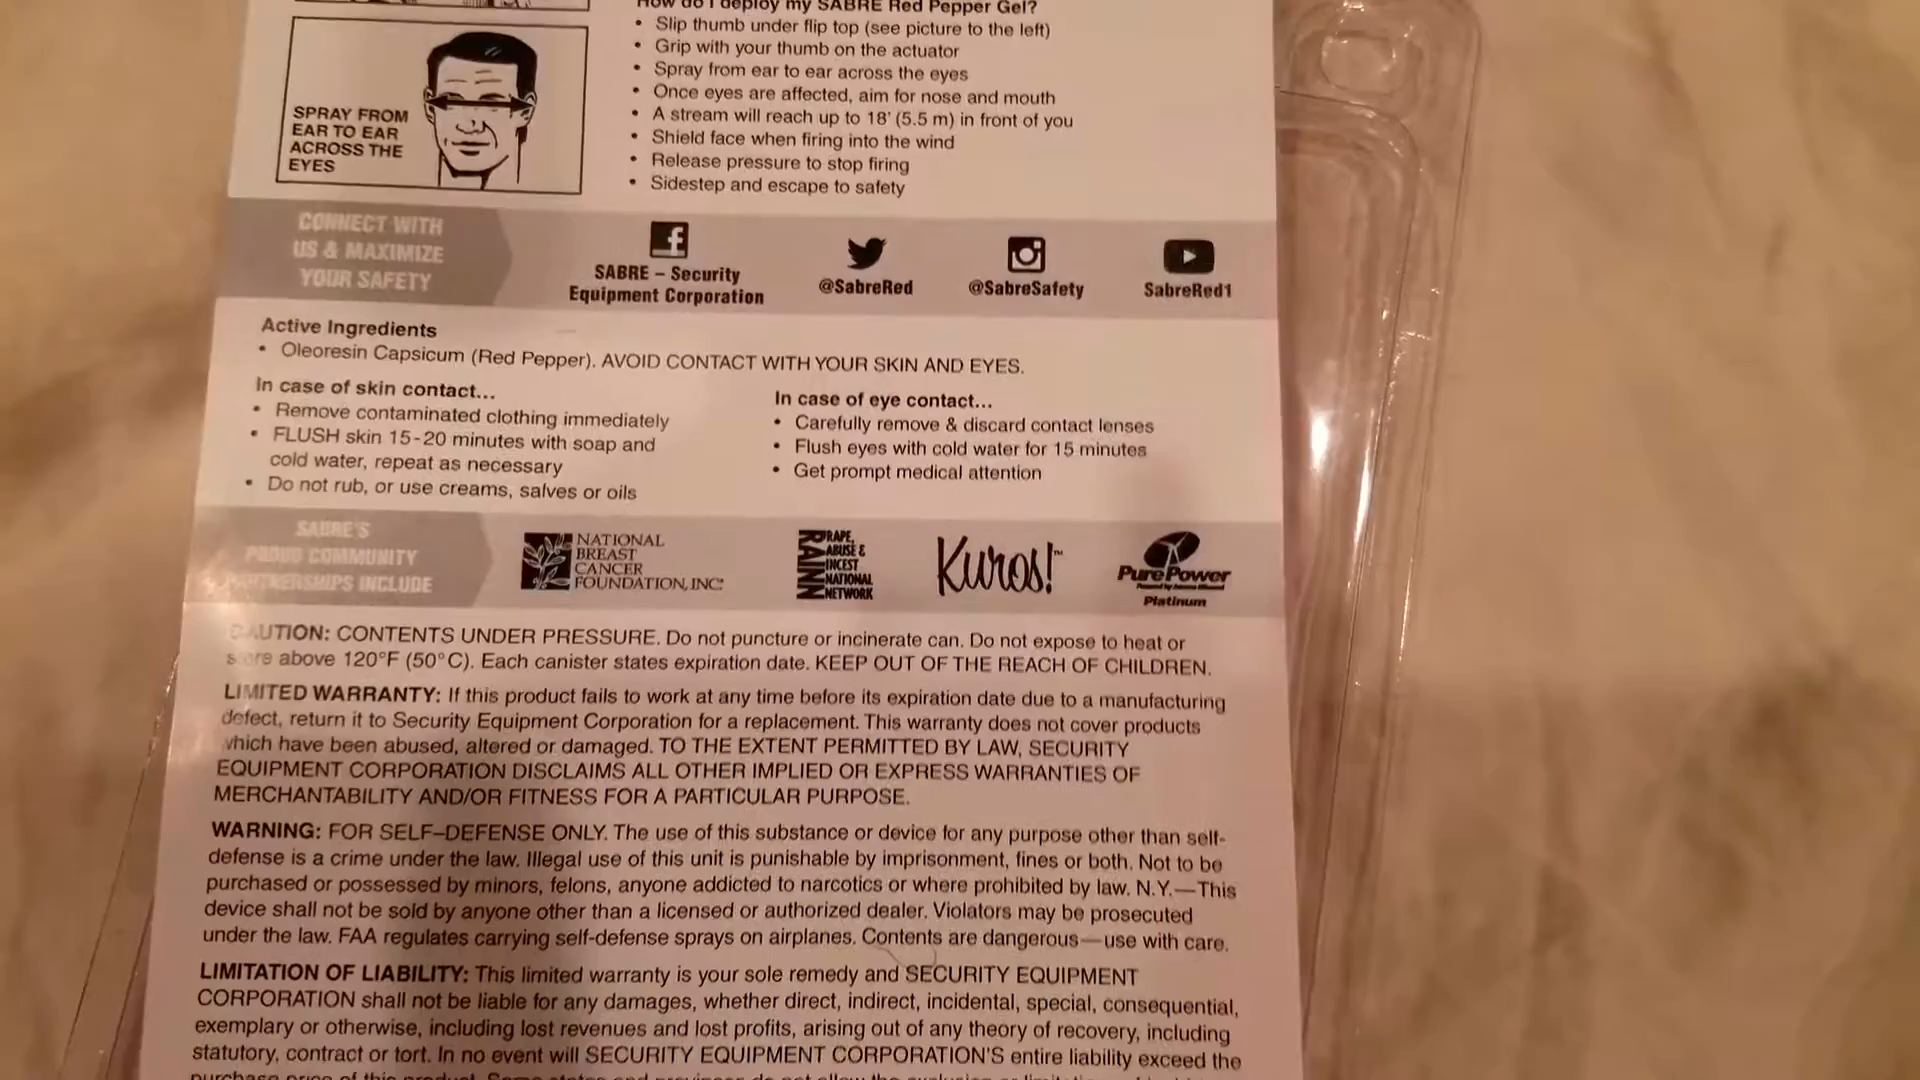 How do I deploy my SABRE Red Pepper Gel?
• Slip thumb under flip top (see picture to the left)
• Grip with your thumb on the actuator
• Spray from ear to ear across the eyes
• Once eyes are affected, aim for nose and mouth
• A stream will reach up to 18' (5.5 m) in front of you
• Shield face when firing into the wind
• Release pressure to stop firing
• Sidestep and escape to safety
SPRAY FROM
EAR TO EAR
ACROSS THE
EYES
CONNECT WITH
US & MAXIMIZE
YOUR SAFETY
SABRE – Security
Equipment Corporation
@SabreRed
@SabreSafety
SabreRed1
Active Ingredients
• Oleoresin Capsicum (Red Pepper). AVOID CONTACT WITH YOUR SKIN AND EYES.
In case of skin contact...
• Remove contaminated clothing immediately
• FLUSH skin 15-20 minutes with soap and
cold water, repeat as necessary
• Do not rub, or use creams, salves or oils
In case of eye contact...
• Carefully remove & discard contact lenses
• Flush eyes with cold water for 15 minutes
• Get prompt medical attention
SABRE'S
PROUD COMMUNITY
PARTNERSHIPS INCLUDE
NATIONAL
BREAST
CANCER
FOUNDATION, INC.
RAINN
RAPE,
ABUSE &
INCEST
NATIONAL
NETWORK
Kuros!™
PurePower
Platinum
CAUTION: CONTENTS UNDER PRESSURE. Do not puncture or incinerate can. Do not expose to heat or
store above 120°F (50°C). Each canister states expiration date. KEEP OUT OF THE REACH OF CHILDREN.
LIMITED WARRANTY: If this product fails to work at any time before its expiration date due to a manufacturing
defect, return it to Security Equipment Corporation for a replacement. This warranty does not cover products
which have been abused, altered or damaged. TO THE EXTENT PERMITTED BY LAW, SECURITY
EQUIPMENT CORPORATION DISCLAIMS ALL OTHER IMPLIED OR EXPRESS WARRANTIES OF
MERCHANTABILITY AND/OR FITNESS FOR A PARTICULAR PURPOSE.
WARNING: FOR SELF–DEFENSE ONLY. The use of this substance or device for any purpose other than self-
defense is a crime under the law. Illegal use of this unit is punishable by imprisonment, fines or both. Not to be
purchased or possessed by minors, felons, anyone addicted to narcotics or where prohibited by law. N.Y.—This
device shall not be sold by anyone other than a licensed or authorized dealer. Violators may be prosecuted
under the law. FAA regulates carrying self-defense sprays on airplanes. Contents are dangerous—use with care.
LIMITATION OF LIABILITY: This limited warranty is your sole remedy and SECURITY EQUIPMENT
CORPORATION shall not be liable for any damages, whether direct, indirect, incidental, special, consequential,
exemplary or otherwise, including lost revenues and lost profits, arising out of any theory of recovery, including
statutory, contract or tort. In no event will SECURITY EQUIPMENT CORPORATION'S entire liability exceed the